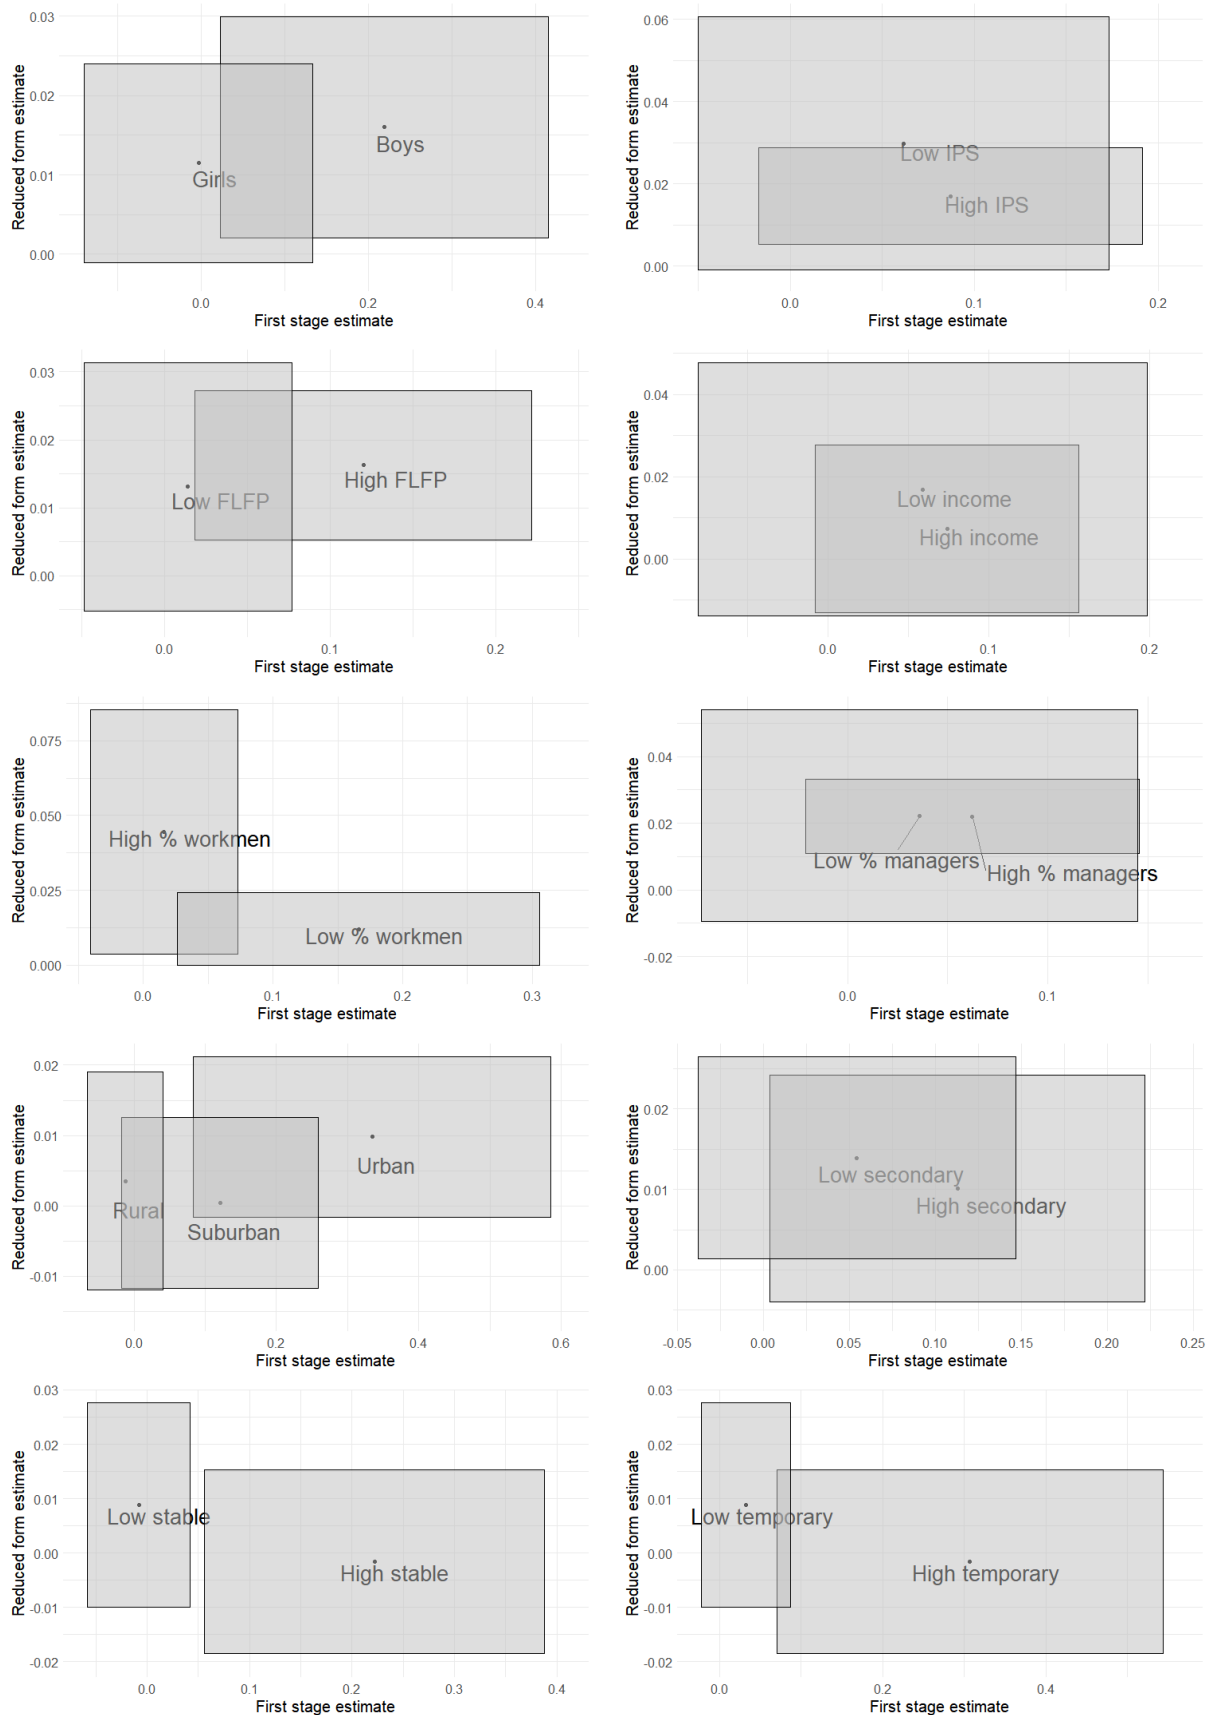 Reduced form estimate
0.03
0.02
0.01
0.00
Boys
Girls
0.0 0.2 0.4
First stage estimate
Reduced form estimate
0.06
0.04
0.02
0.00
Low IPS
High IPS
0.0 0.1 0.2
First stage estimate
Reduced form estimate
0.03
0.02
0.01
0.00
High FLFP
Low FLFP
0.0 0.1 0.2
First stage estimate
Reduced form estimate
0.04
0.02
0.00
Low income
High income
0.0 0.1 0.2
First stage estimate
Reduced form estimate
0.075
0.050
0.025
0.000
High % workmen
Low % workmen
0.0 0.1 0.2 0.3
First stage estimate
Reduced form estimate
0.04
0.02
0.00
-0.02
Low % managers
High % managers
0.0 0.1
First stage estimate
Reduced form estimate
0.02
0.01
0.00
-0.01
Urban
Rural
Suburban
0.0 0.2 0.4 0.6
First stage estimate
Reduced form estimate
0.02
0.01
0.00
Low secondary
High secondary
-0.05 0.00 0.05 0.10 0.15 0.20 0.25
First stage estimate
Reduced form estimate
0.03
0.02
0.01
0.00
-0.01
-0.02
Low stable
High stable
0.0 0.1 0.2 0.3 0.4
First stage estimate
Reduced form estimate
0.03
0.02
0.01
0.00
-0.01
-0.02
Low temporary
High temporary
0.0 0.2 0.4
First stage estimate